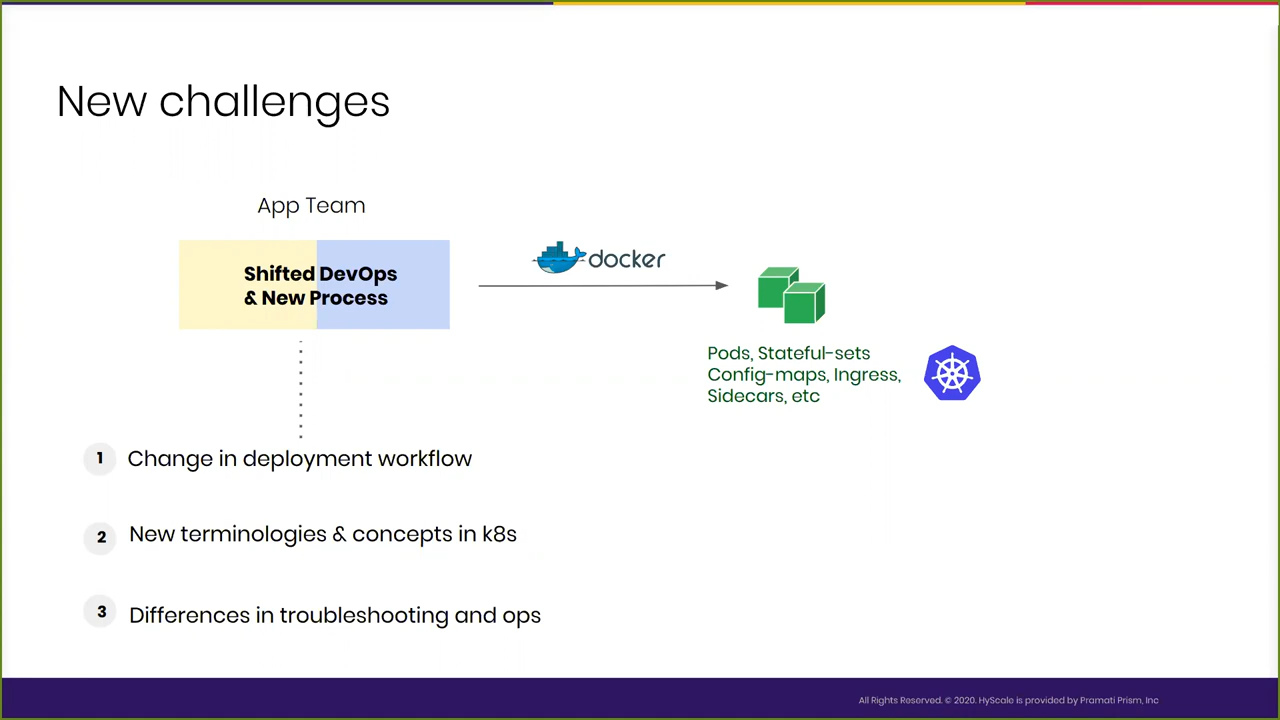 New challenges
App Team
Shifted DevOps
& New Process
docker
Pods, Stateful-sets
Config-maps, Ingress,
Sidecars, etc
1 Change in deployment workflow
2 New terminologies & concepts in k8s
3 Differences in troubleshooting and ops
All Rights Reserved. © 2020. HyScale is provided by Pramati Prism, Inc